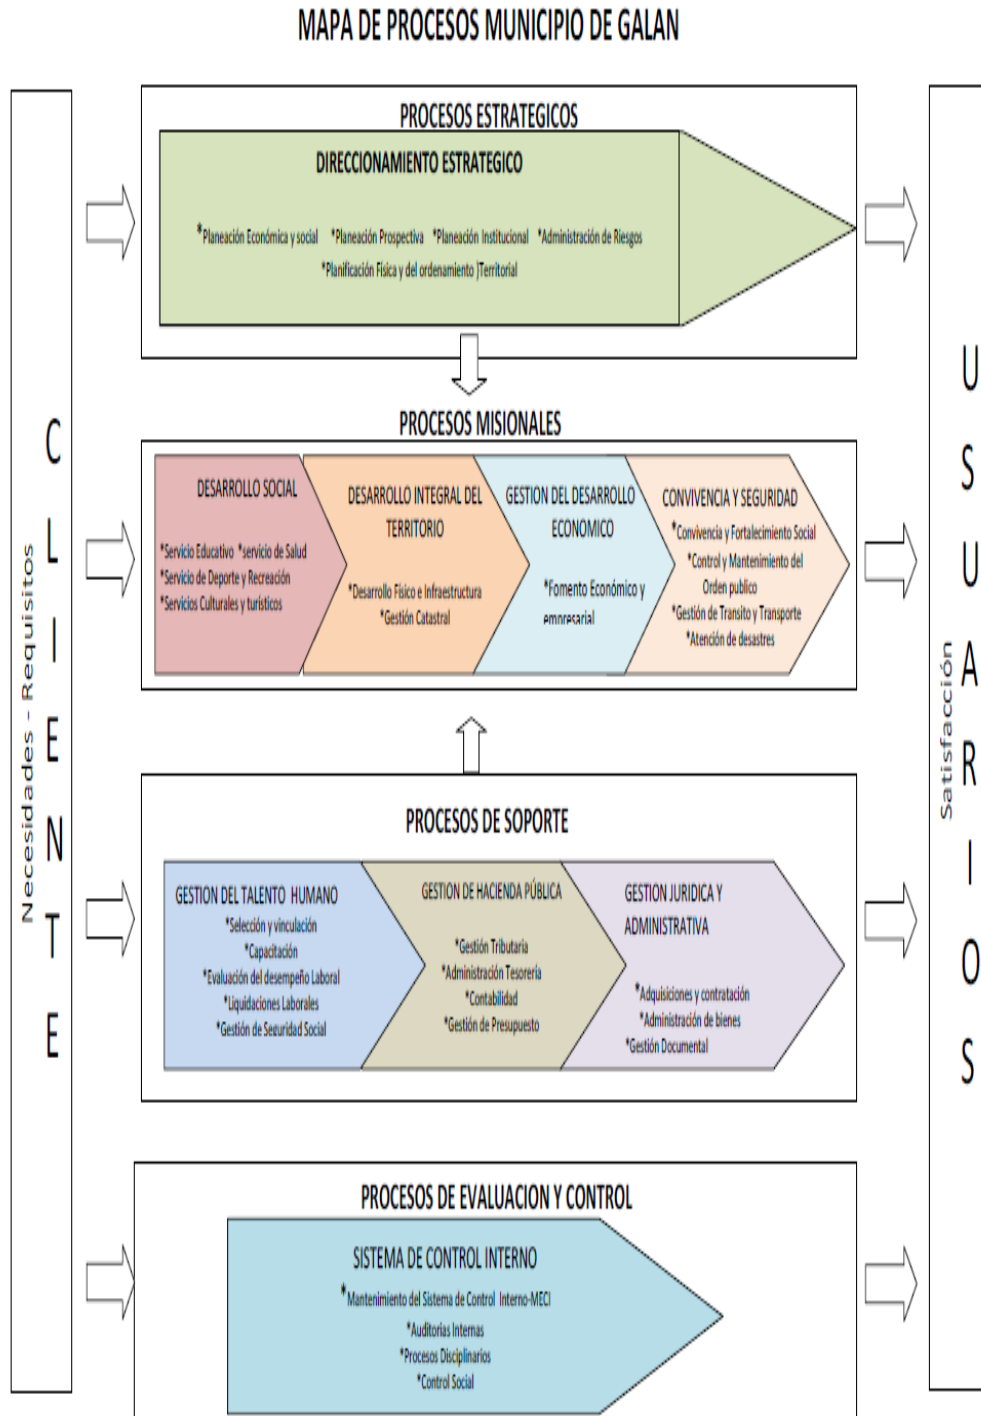 MAPA DE PROCESOS MUNICIPIO DE GALAN
CLIENTE
Necesidades - Requisitos
PROCESOS ESTRATEGICOS
DIRECCIONAMIENTO ESTRATEGICO
*Planeación Económica y social *Planeación Prospectiva *Planeación Institucional *Administración de Riesgos
*Planificación Física y del ordenamiento )Territorial
PROCESOS MISIONALES
DESARROLLO SOCIAL
*Servicio Educativo *servicio de Salud
*Servicio de Deporte y Recreación
*Servicios Culturales y turísticos
DESARROLLO INTEGRAL DEL
TERRITORIO
*Desarrollo Físico e Infraestructura
*Gestión Catastral
GESTION DEL DESARROLLO
ECONOMICO
*Fomento Económico y
empresarial
CONVIVENCIA Y SEGURIDAD
*Convivencia y Fortalecimiento Social
*Control y Mantenimiento del
Orden publico
*Gestión de Transito y Transporte
*Atención de desastres
PROCESOS DE SOPORTE
GESTION DEL TALENTO HUMANO
*Selección y vinculación
*Capacitación
*Evaluación del desempeño Laboral
*Liquidaciones Laborales
*Gestión de Seguridad Social
GESTION DE HACIENDA PÚBLICA
*Gestión Tributaria
*Administración Tesorería
*Contabilidad
*Gestión de Presupuesto
GESTION JURIDICA Y
ADMINISTRATIVA
*Adquisiciones y contratación
*Administración de bienes
*Gestión Documental
PROCESOS DE EVALUACION Y CONTROL
SISTEMA DE CONTROL INTERNO
*Mantenimiento del Sistema de Control Interno-MECI
*Auditorias Internas
*Procesos Disciplinarios
*Control Social
Satisfacción
USUARIOS